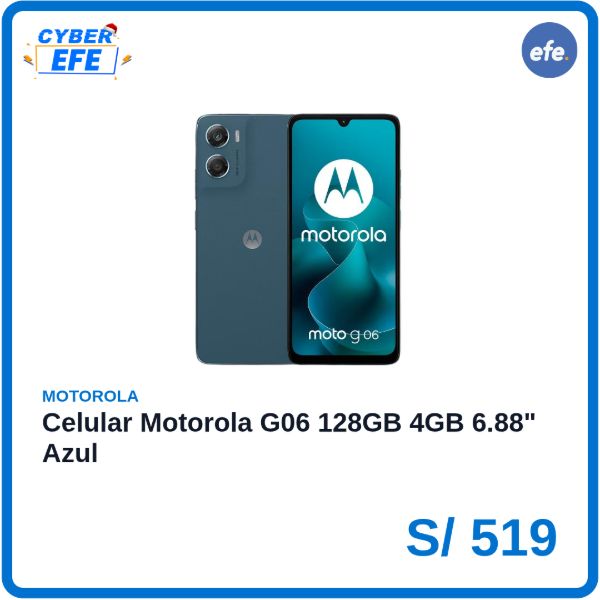 CYBER
EFE
efe.
motorola
moto g06
MOTOROLA
Celular Motorola G06 128GB 4GB 6.88"
Azul
S/ 519